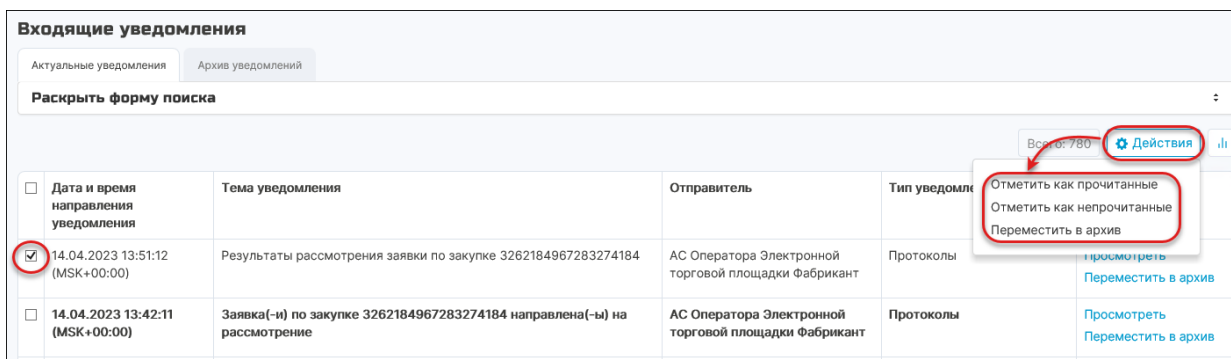 Входящие уведомления
Актуальные уведомления
Архив уведомлений
Раскрыть форму поиска
Всего: 780
Действия
Отметить как прочитанные
Отметить как непрочитанные
Переместить в архив
Дата и время
направления
уведомления
Тема уведомления
Отправитель
Тип уведомле
14.04.2023 13:51:12
(MSK+00:00)
Результаты рассмотрения заявки по закупке 3262184967283274184
АС Оператора Электронной
торговой площадки Фабрикант
Протоколы
Просмотреть
Переместить в архив
14.04.2023 13:42:11
(MSK+00:00)
Заявка(-и) по закупке 3262184967283274184 направлена(-ы) на
рассмотрение
АС Оператора Электронной
торговой площадки Фабрикант
Протоколы
Просмотреть
Переместить в архив